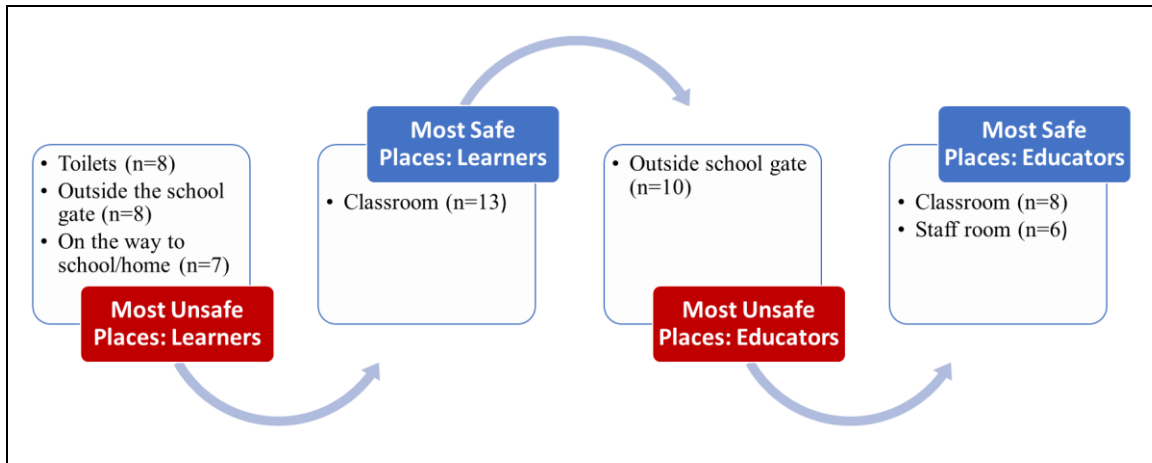 • Toilets (n=8)
• Outside the school
gate (n=8)
• On the way to
school/home (n=7)
Most Unsafe
Places: Learners
Most Safe
Places: Learners
• Classroom (n=13)
• Outside school gate
(n=10)
Most Unsafe
Places: Educators
Most Safe
Places: Educators
• Classroom (n=8)
• Staff room (n=6)